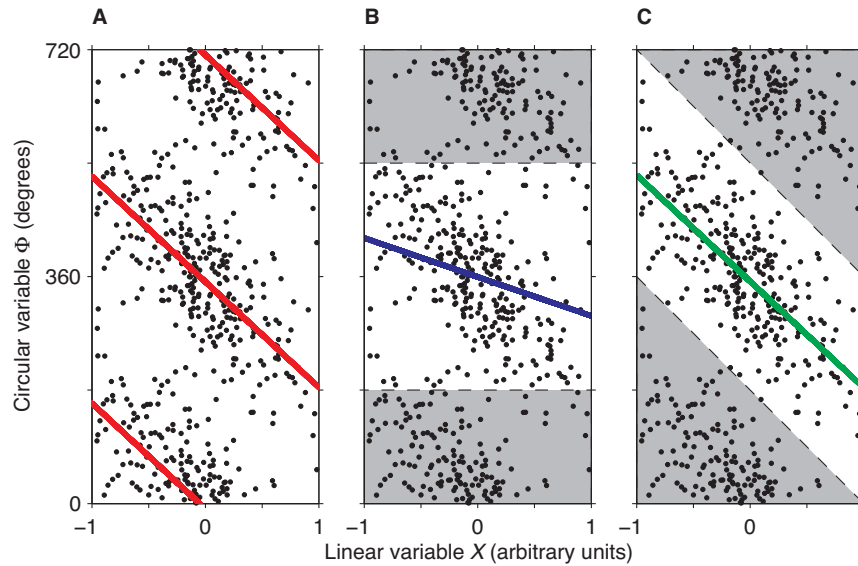 A B C
720
360
0
Circular variable Φ (degrees)
−1 0 1 −1 0 1 −1 0
Linear variable X (arbitrary units)